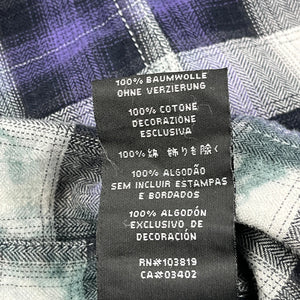 100% BAUMWOLLE
OHNE VERZIERUNG
100% COTONE
DECORAZIONE
ESCLUSIVA
100% 綿 飾りを除く
100% ALGODÃO
SEM INCLUIR ESTAMPAS
E BORDADOS
100% ALGODÓN
EXCLUSIVO DE
DECORACIÓN
RN#103819
CA#03402